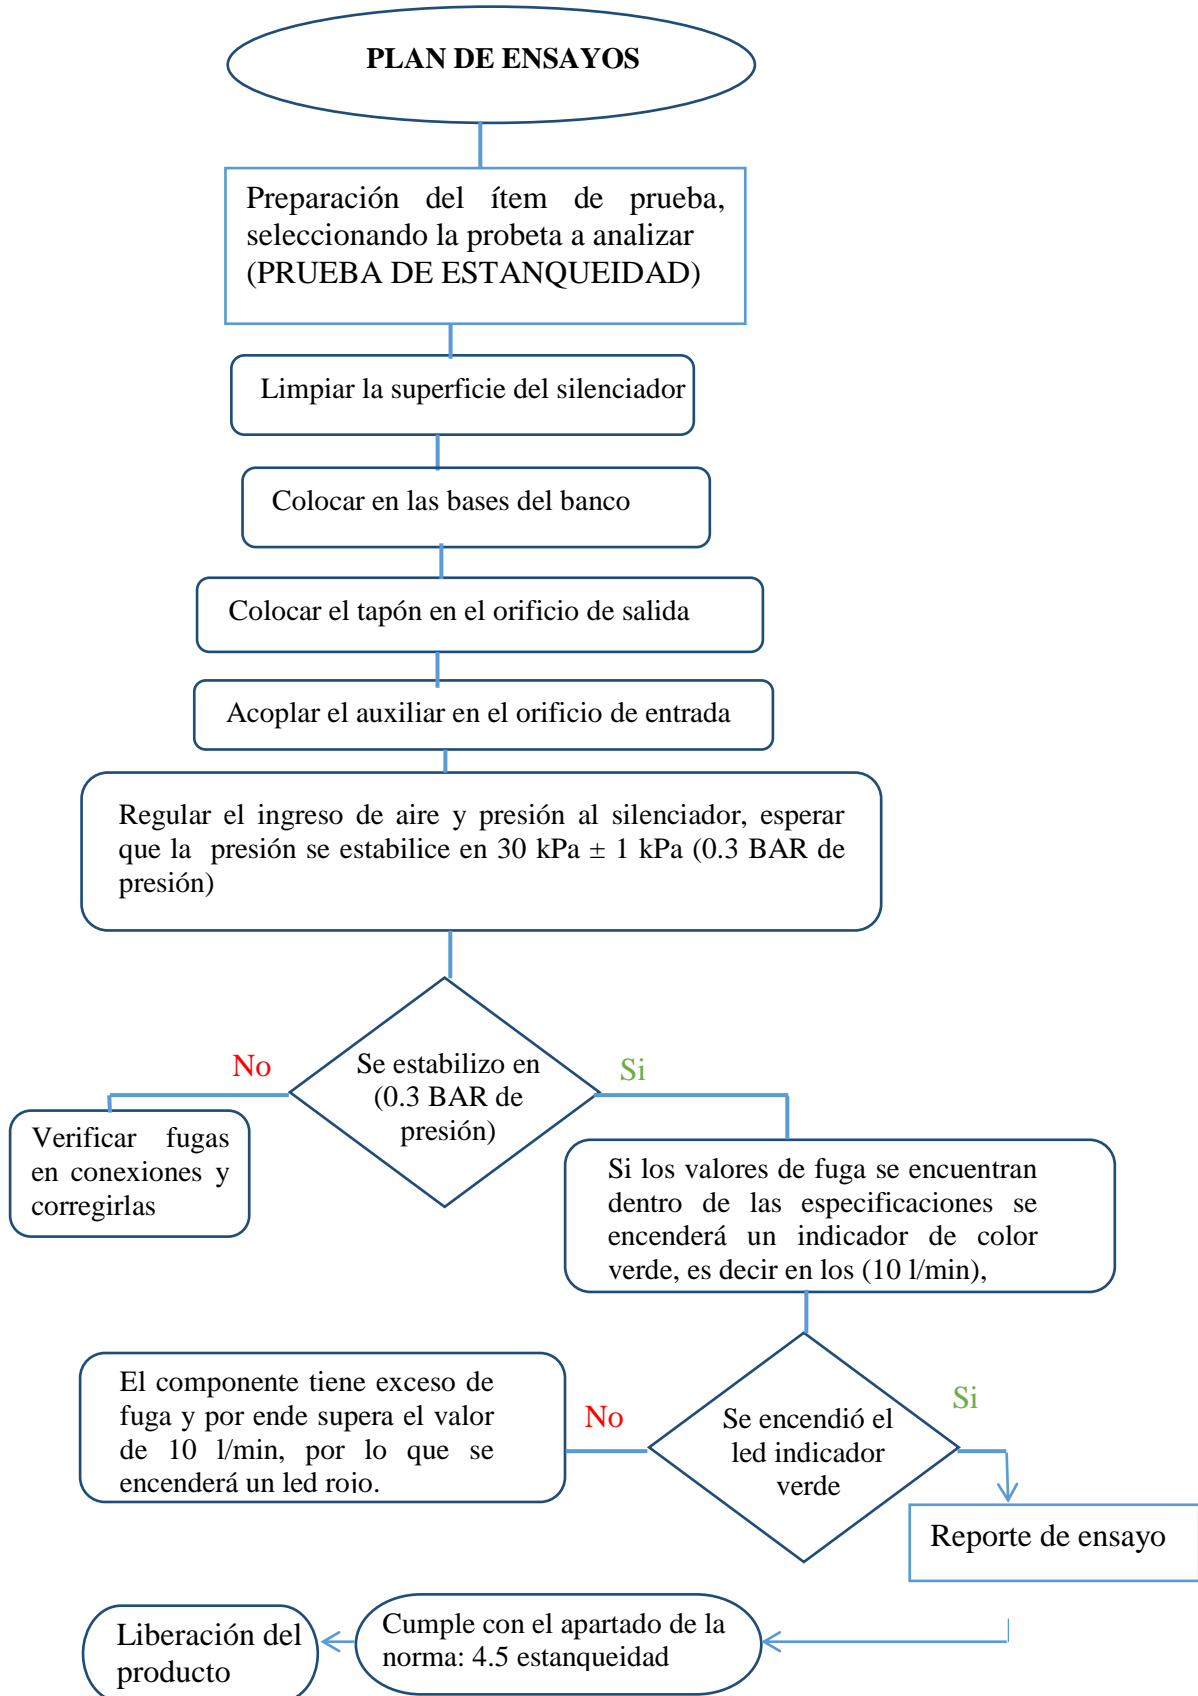 PLAN DE ENSAYOS
Preparación del ítem de prueba,
seleccionando la probeta a analizar
(PRUEBA DE ESTANQUEIDAD)
Limpiar la superficie del silenciador
Colocar en las bases del banco
Colocar el tapón en el orificio de salida
Acoplar el auxiliar en el orificio de entrada
Regular el ingreso de aire y presión al silenciador, esperar
que la presión se estabilice en 30 kPa ± 1 kPa (0.3 BAR de
presión)
No
Se estabilizo en
(0.3 BAR de
presión)
Si
Verificar fugas
en conexiones y
corregirlas
Si los valores de fuga se encuentran
dentro de las especificaciones se
encenderá un indicador de color
verde, es decir en los (10 l/min),
El componente tiene exceso de
fuga y por ende supera el valor
de 10 l/min, por lo que se
encenderá un led rojo.
No
Se encendió el
led indicador
verde
Si
Reporte de ensayo
Cumple con el apartado de la
norma: 4.5 estanqueidad
Liberación del
producto